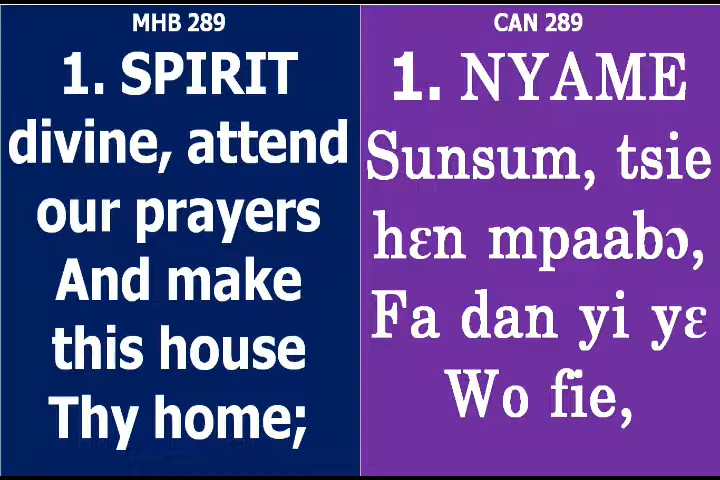 MHB 289
1. SPIRIT
divine, attend
our prayers
And make
this house
Thy home;
CAN 289
1. NYAME
Sunsum, tsie
hɛn mpaabɔ,
Fa dan yi yɛ
Wo fie,